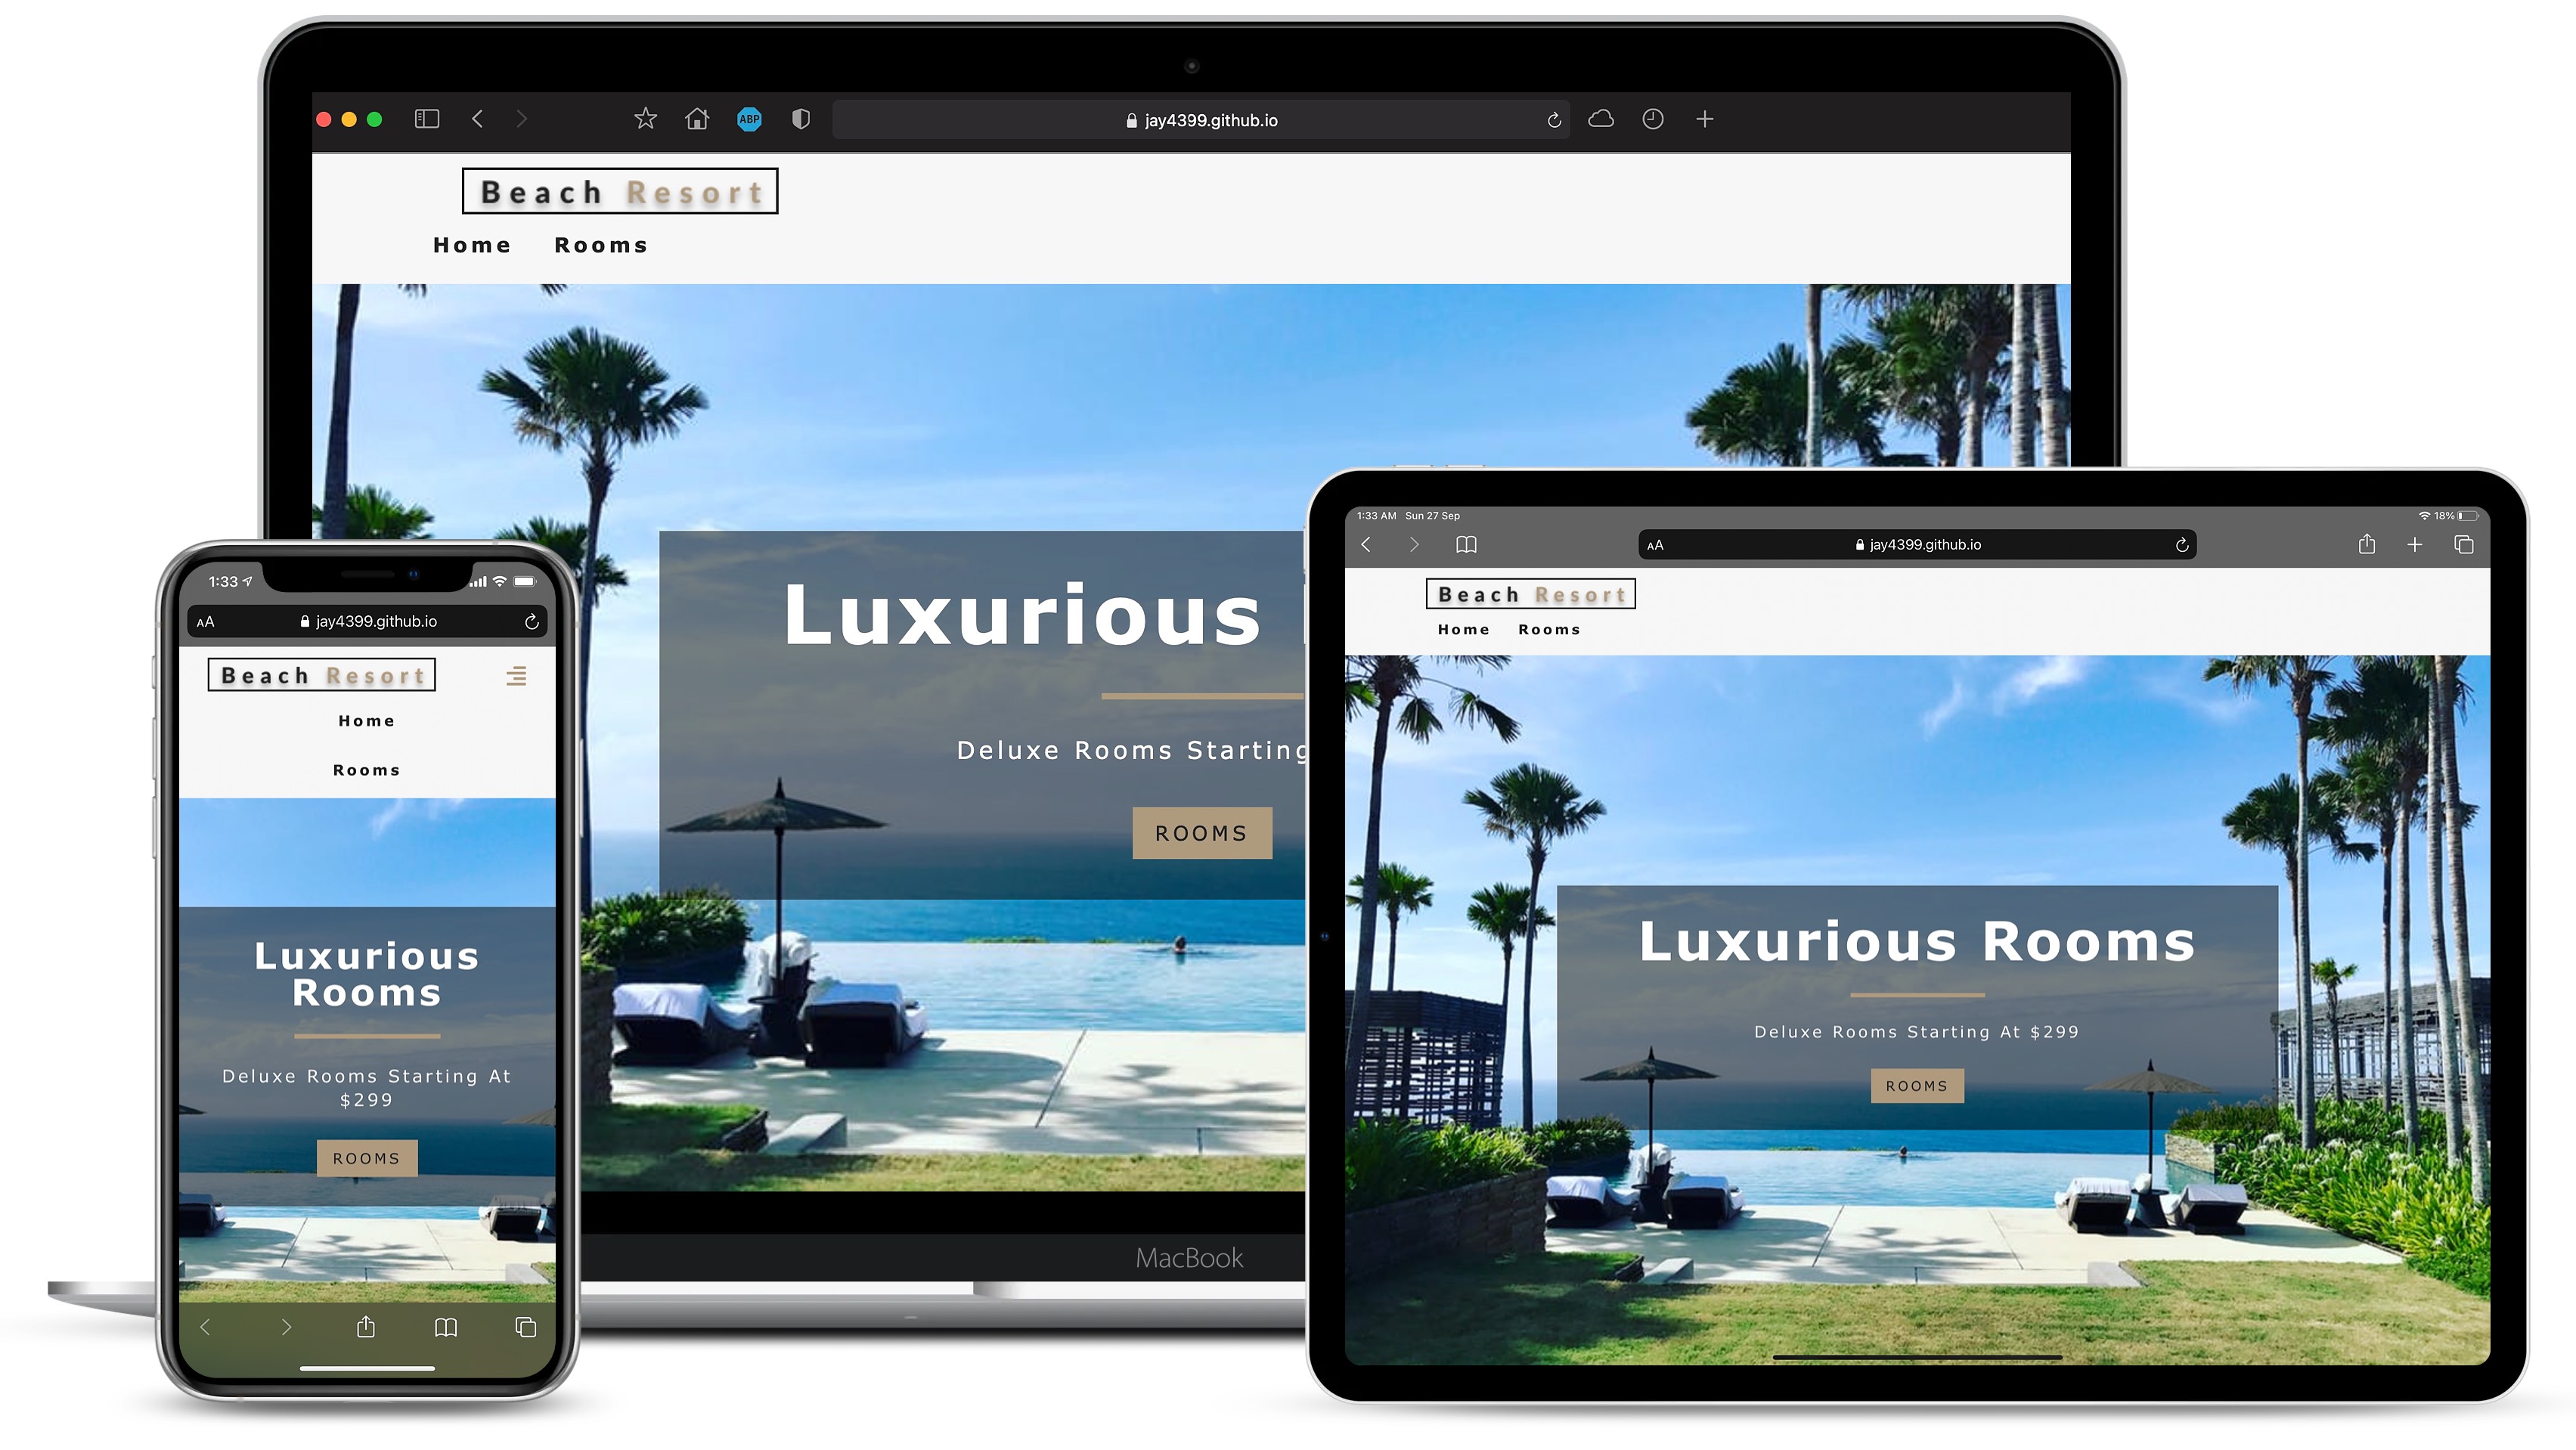 ABP
jay4399.github.io
Beach Resort
Home Rooms
Luxurious
Deluxe Rooms Starting
ROOMS
MacBook
1:33
AA jay4399.github.io
Beach Resort
Home
Rooms
Luxurious
Rooms
Deluxe Rooms Starting At
$299
ROOMS
1:33 AM Sun 27 Sep
18%
AA jay4399.github.io
Beach Resort
Home Rooms
Luxurious Rooms
Deluxe Rooms Starting At $299
ROOMS